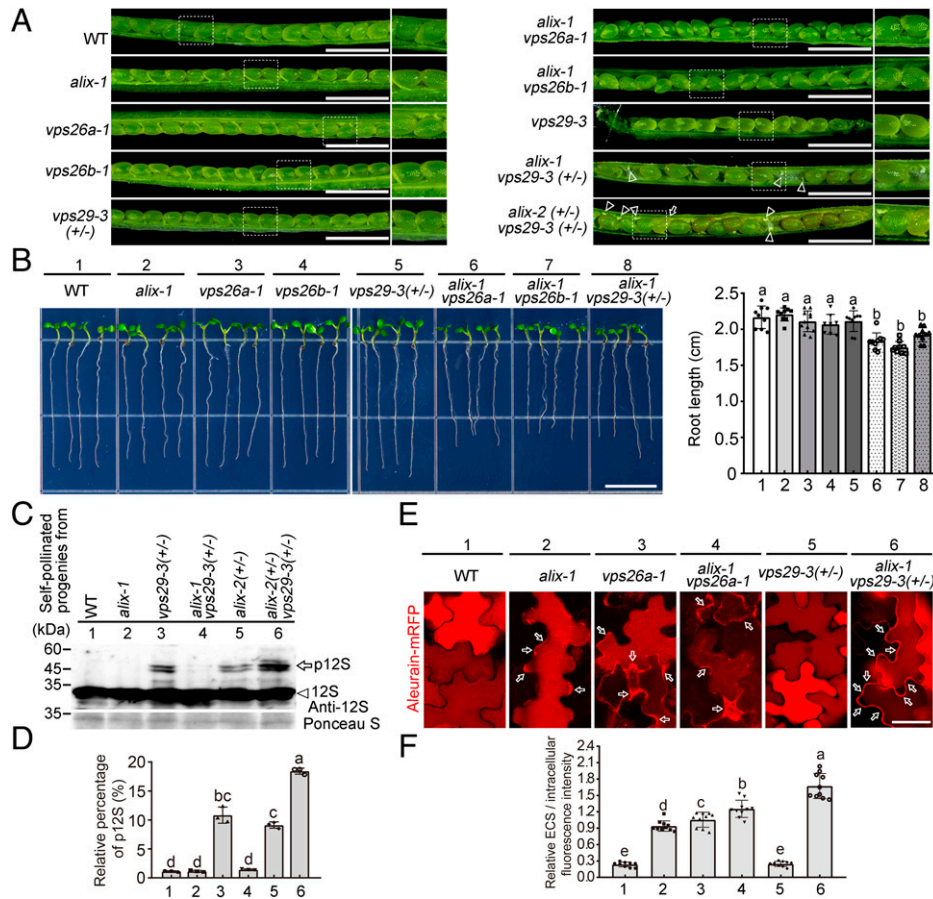 A
WT
alix-1
vps26a-1
vps26b-1
vps29-3
(+/-)
alix-1
vps26a-1
alix-1
vps26b-1
vps29-3
alix-1
vps29-3 (+/-)
alix-2 (+/-)
vps29-3 (+/-)
B
1 2 3 4 5 6 7 8
WT alix-1 vps26a-1 vps26b-1 vps29-3(+/-) alix-1 vps26a-1 alix-1 vps26b-1 alix-1 vps29-3(+/-)
Root length (cm)
2.5
2.0
1.5
1.0
0.5
0
a a a a a b b b
1 2 3 4 5 6 7 8
C
Self-pollinated
progenies from
WT
alix-1
vps29-3(+/-)
alix-1
vps29-3(+/-)
alix-2(+/-)
alix-2(+/-)
vps29-3(+/-)
(kDa) 1 2 3 4 5 6
60
45 p12S
35 12S
Anti-12S
35 Ponceau S
D
Relative percentage
of p12S (%)
20
15
10
5
0
d d bc d c a
1 2 3 4 5 6
E
1 2 3 4 5 6
WT alix-1 vps26a-1 alix-1 vps26a-1 vps29-3(+/-) alix-1 vps29-3(+/-)
Aleurain-mRFP
F
Relative ECS / intracellular
fluorescence intensity
2.1
1.8
1.5
1.2
0.9
0.6
0.3
0
e d c b e a
1 2 3 4 5 6